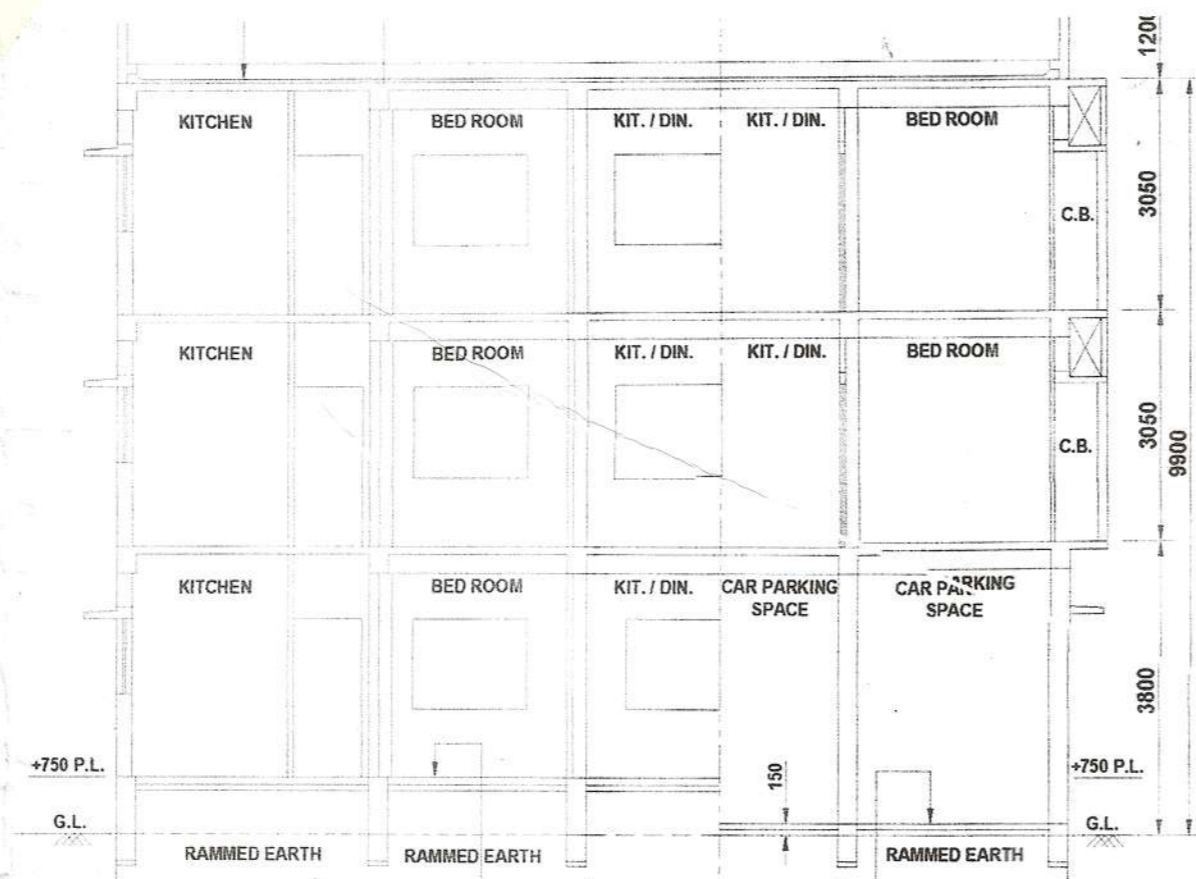 1200
KITCHEN BED ROOM KIT. / DIN. KIT. / DIN. BED ROOM
3050
C.B.
KITCHEN BED ROOM KIT. / DIN. KIT. / DIN. BED ROOM
3050
9900
C.B.
KITCHEN BED ROOM KIT. / DIN. CAR PARKING CAR PARKING
SPACE SPACE
3800
+750 P.L. 150 +750 P.L.
G.L. G.L.
RAMMED EARTH RAMMED EARTH RAMMED EARTH